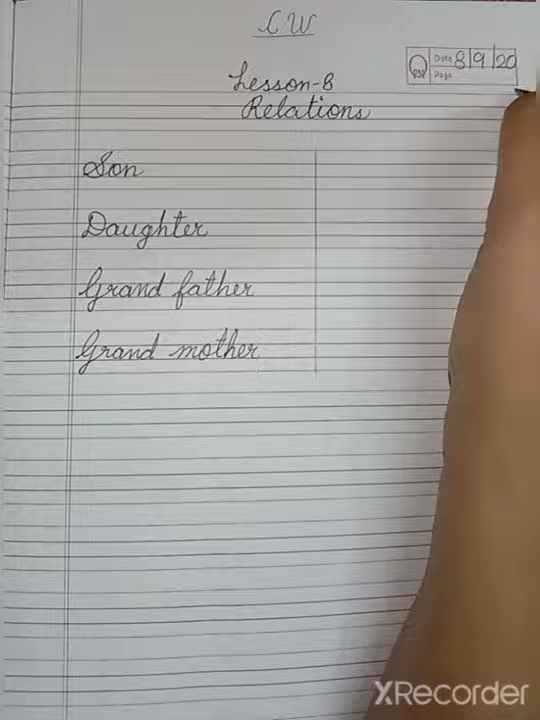 CW
Date 8/9/20
Page
Lesson-8
Relations
Son
Daughter
Grand father
Grand mother
XRecorder